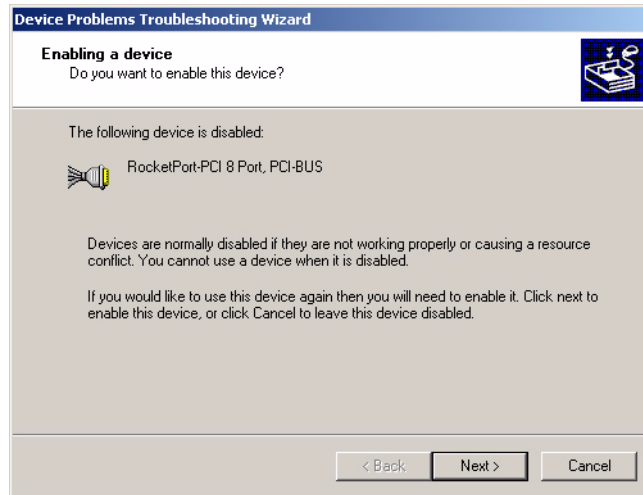 Device Problems Troubleshooting Wizard
Enabling a device
Do you want to enable this device?
The following device is disabled:
RocketPort-PCI 8 Port, PCI-BUS
Devices are normally disabled if they are not working properly or causing a resource
conflict. You cannot use a device when it is disabled.
If you would like to use this device again then you will need to enable it. Click next to
enable this device, or click Cancel to leave this device disabled.
< Back
Next >
Cancel